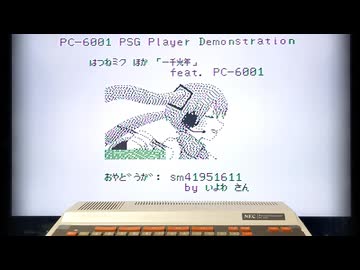 PC-6001 PSG Player Demonstration
はつねミク ほか 「一千光年」
feat. PC-6001
おやどうが: sm41951611
by いよわ さん
NEC